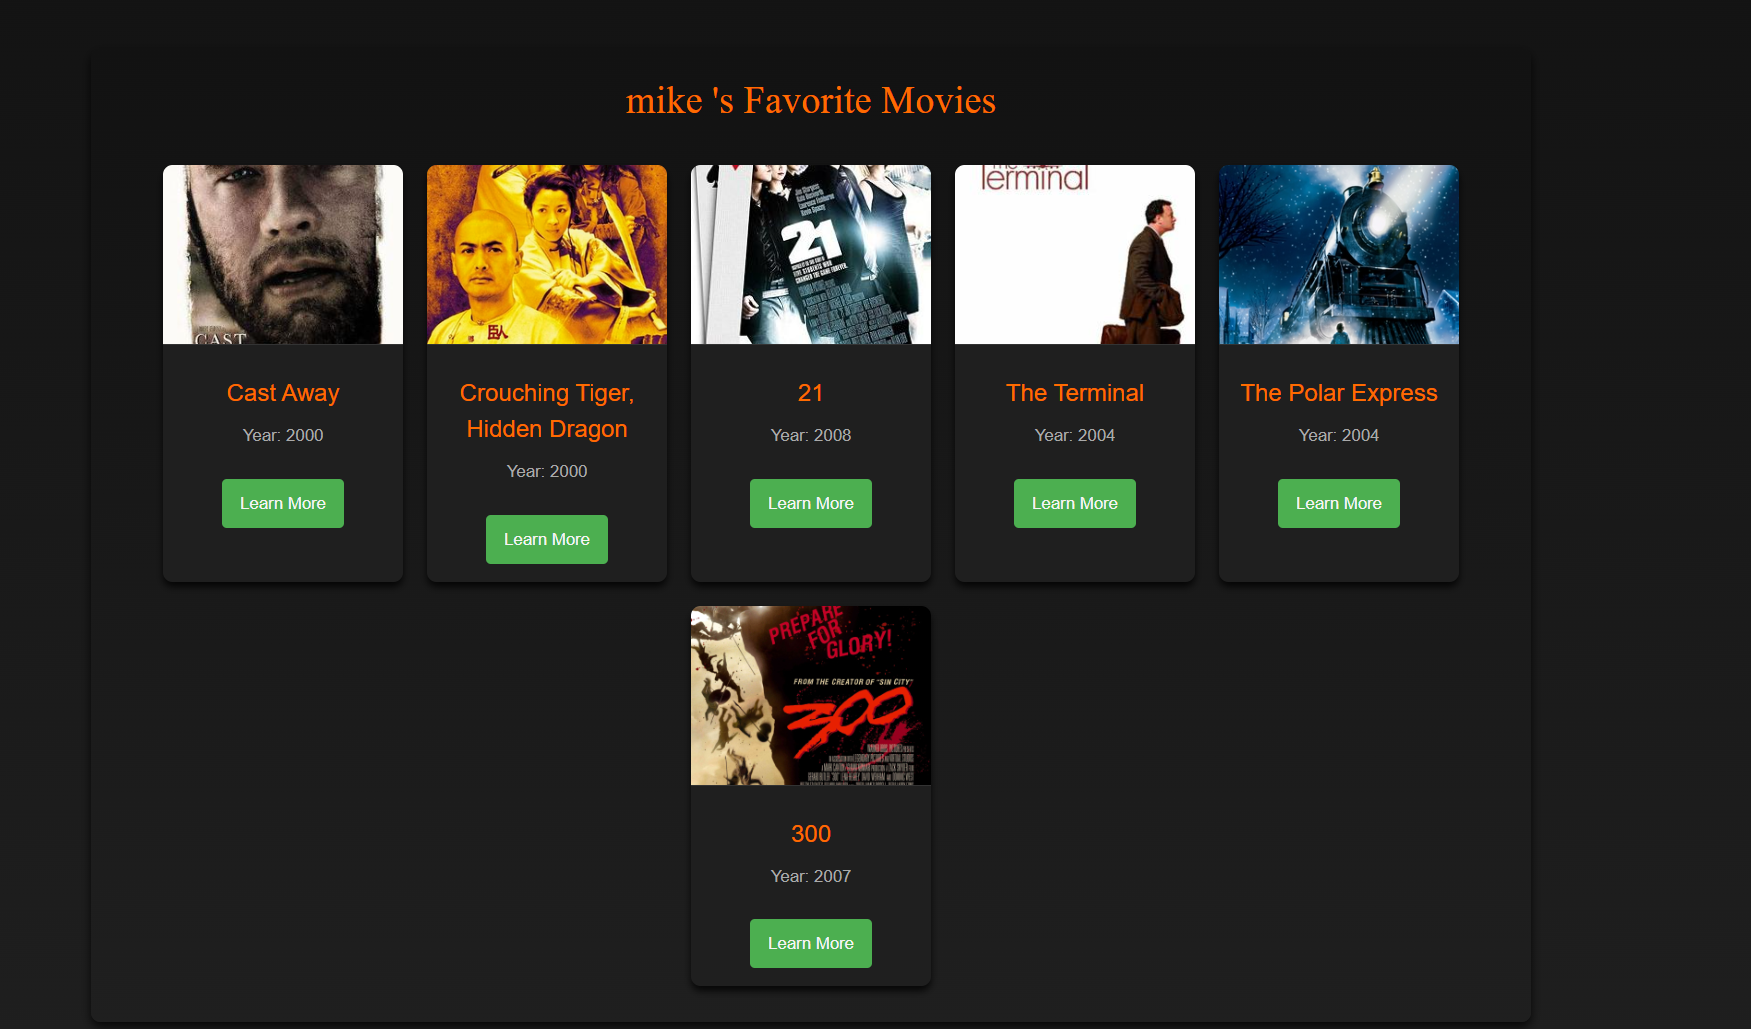 mike 's Favorite Movies
CAST
臥
21
Terminal
Cast Away
Year: 2000
Learn More
Crouching Tiger,
Hidden Dragon
Year: 2000
Learn More
21
Year: 2008
Learn More
The Terminal
Year: 2004
Learn More
The Polar Express
Year: 2004
Learn More
PREPARE
FOR
GLORY!
FROM THE CREATOR OF "SIN CITY"
300
300
Year: 2007
Learn More